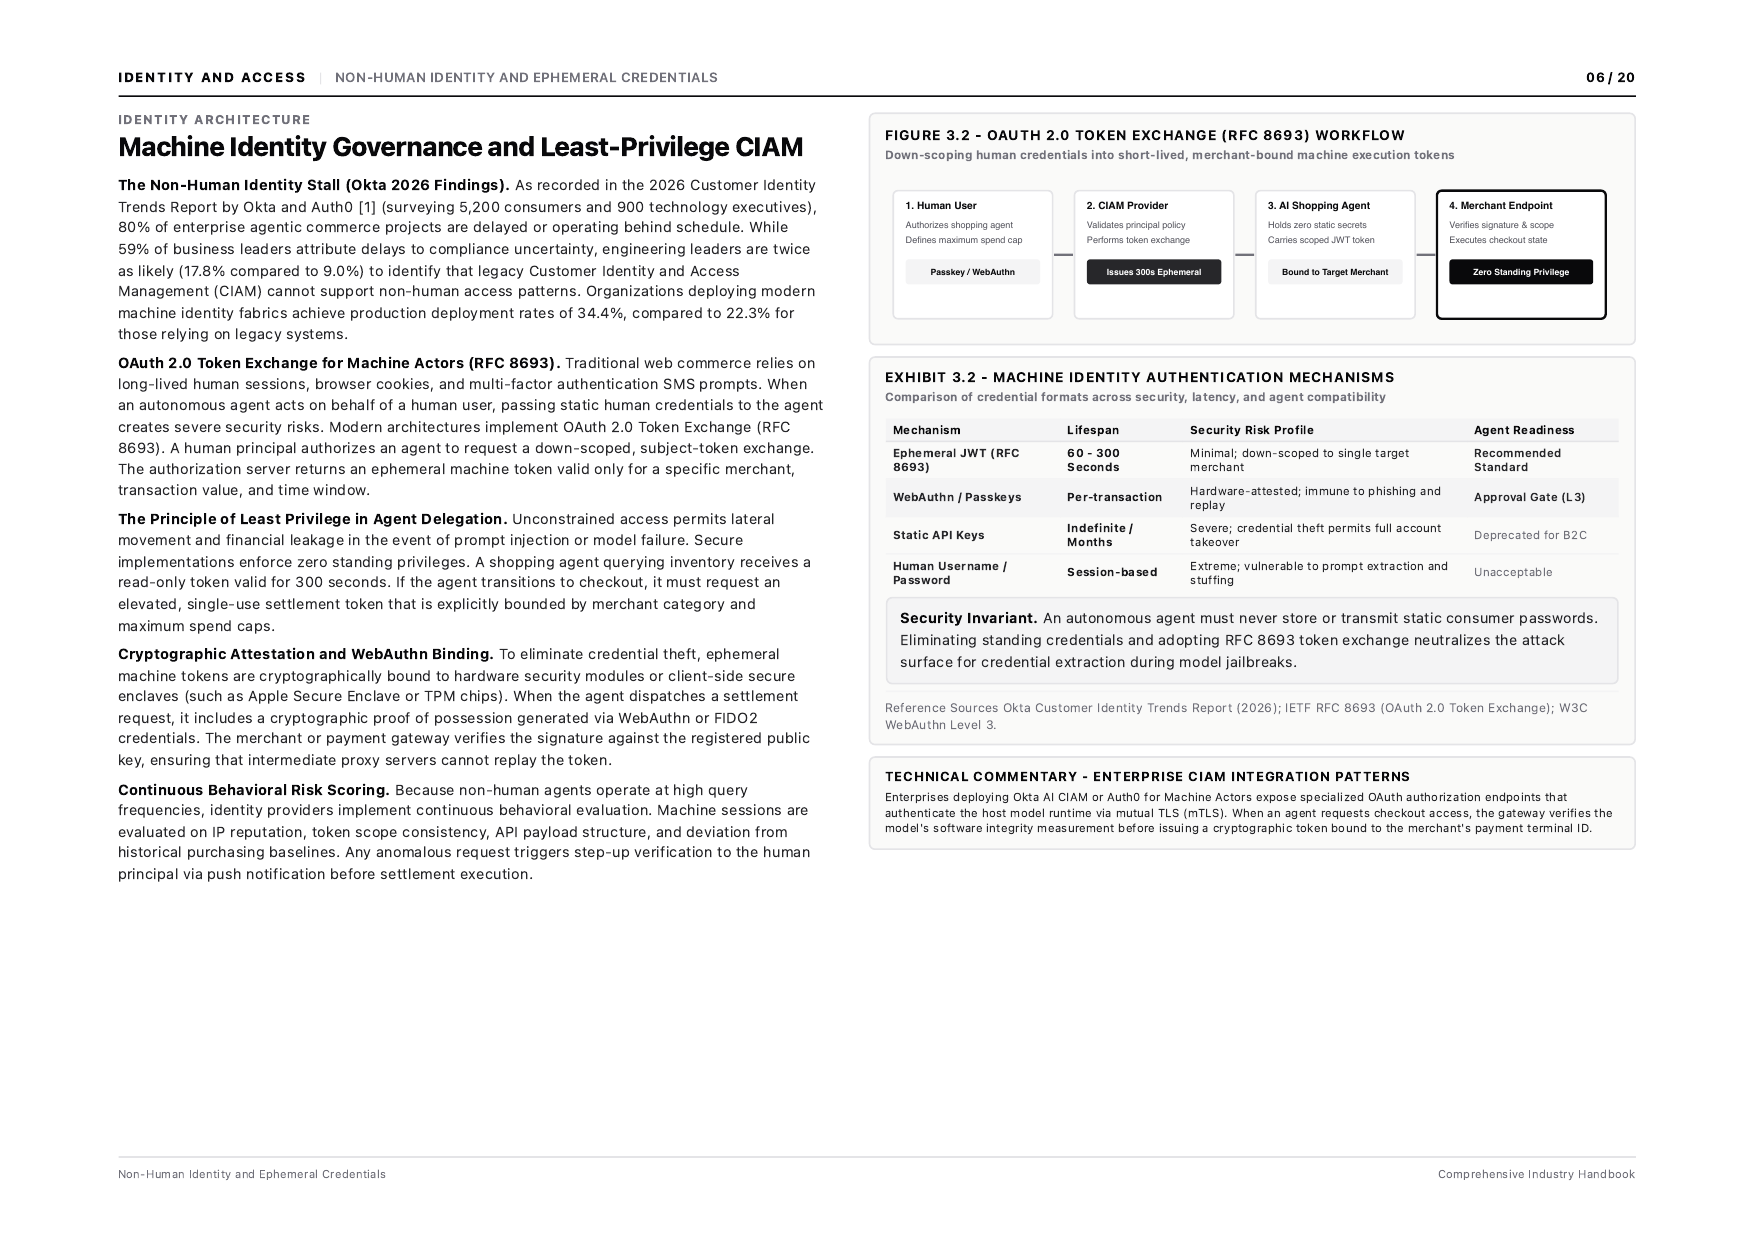 IDENTITY AND ACCESS | NON-HUMAN IDENTITY AND EPHEMERAL CREDENTIALS
06 / 20
IDENTITY ARCHITECTURE
Machine Identity Governance and Least-Privilege CIAM
The Non-Human Identity Stall (Okta 2026 Findings). As recorded in the 2026 Customer Identity
Trends Report by Okta and Auth0 [1] (surveying 5,200 consumers and 900 technology executives),
80% of enterprise agentic commerce projects are delayed or operating behind schedule. While
59% of business leaders attribute delays to compliance uncertainty, engineering leaders are twice
as likely (17.8% compared to 9.0%) to identify that legacy Customer Identity and Access
Management (CIAM) cannot support non-human access patterns. Organizations deploying modern
machine identity fabrics achieve production deployment rates of 34.4%, compared to 22.3% for
those relying on legacy systems.
OAuth 2.0 Token Exchange for Machine Actors (RFC 8693). Traditional web commerce relies on
long-lived human sessions, browser cookies, and multi-factor authentication SMS prompts. When
an autonomous agent acts on behalf of a human user, passing static human credentials to the agent
creates severe security risks. Modern architectures implement OAuth 2.0 Token Exchange (RFC
8693). A human principal authorizes an agent to request a down-scoped, subject-token exchange.
The authorization server returns an ephemeral machine token valid only for a specific merchant,
transaction value, and time window.
The Principle of Least Privilege in Agent Delegation. Unconstrained access permits lateral
movement and financial leakage in the event of prompt injection or model failure. Secure
implementations enforce zero standing privileges. A shopping agent querying inventory receives a
read-only token valid for 300 seconds. If the agent transitions to checkout, it must request an
elevated, single-use settlement token that is explicitly bounded by merchant category and
maximum spend caps.
Cryptographic Attestation and WebAuthn Binding. To eliminate credential theft, ephemeral
machine tokens are cryptographically bound to hardware security modules or client-side secure
enclaves (such as Apple Secure Enclave or TPM chips). When the agent dispatches a settlement
request, it includes a cryptographic proof of possession generated via WebAuthn or FIDO2
credentials. The merchant or payment gateway verifies the signature against the registered public
key, ensuring that intermediate proxy servers cannot replay the token.
Continuous Behavioral Risk Scoring. Because non-human agents operate at high query
frequencies, identity providers implement continuous behavioral evaluation. Machine sessions are
evaluated on IP reputation, token scope consistency, API payload structure, and deviation from
historical purchasing baselines. Any anomalous request triggers step-up verification to the human
principal via push notification before settlement execution.
FIGURE 3.2 - OAUTH 2.0 TOKEN EXCHANGE (RFC 8693) WORKFLOW
Down-scoping human credentials into short-lived, merchant-bound machine execution tokens
1. Human User
Authorizes shopping agent
Defines maximum spend cap
Passkey / WebAuthn
2. CIAM Provider
Validates principal policy
Performs token exchange
Issues 300s Ephemeral
3. AI Shopping Agent
Holds zero static secrets
Carries scoped JWT token
Bound to Target Merchant
4. Merchant Endpoint
Verifies signature & scope
Executes checkout state
Zero Standing Privilege
EXHIBIT 3.2 - MACHINE IDENTITY AUTHENTICATION MECHANISMS
Comparison of credential formats across security, latency, and agent compatibility
Mechanism Lifespan Security Risk Profile Agent Readiness
Ephemeral JWT (RFC 60 - 300 Minimal; down-scoped to single target Recommended
8693) Seconds merchant Standard
WebAuthn / Passkeys Per-transaction Hardware-attested; immune to phishing and Approval Gate (L3)
replay
Static API Keys Indefinite / Severe; credential theft permits full account Deprecated for B2C
Months takeover
Human Username / Session-based Extreme; vulnerable to prompt extraction and Unacceptable
Password stuffing
Security Invariant. An autonomous agent must never store or transmit static consumer passwords.
Eliminating standing credentials and adopting RFC 8693 token exchange neutralizes the attack
surface for credential extraction during model jailbreaks.
Reference Sources Okta Customer Identity Trends Report (2026); IETF RFC 8693 (OAuth 2.0 Token Exchange); W3C
WebAuthn Level 3.
TECHNICAL COMMENTARY - ENTERPRISE CIAM INTEGRATION PATTERNS
Enterprises deploying Okta AI CIAM or Auth0 for Machine Actors expose specialized OAuth authorization endpoints that
authenticate the host model runtime via mutual TLS (mTLS). When an agent requests checkout access, the gateway verifies the
model's software integrity measurement before issuing a cryptographic token bound to the merchant's payment terminal ID.
Non-Human Identity and Ephemeral Credentials
Comprehensive Industry Handbook